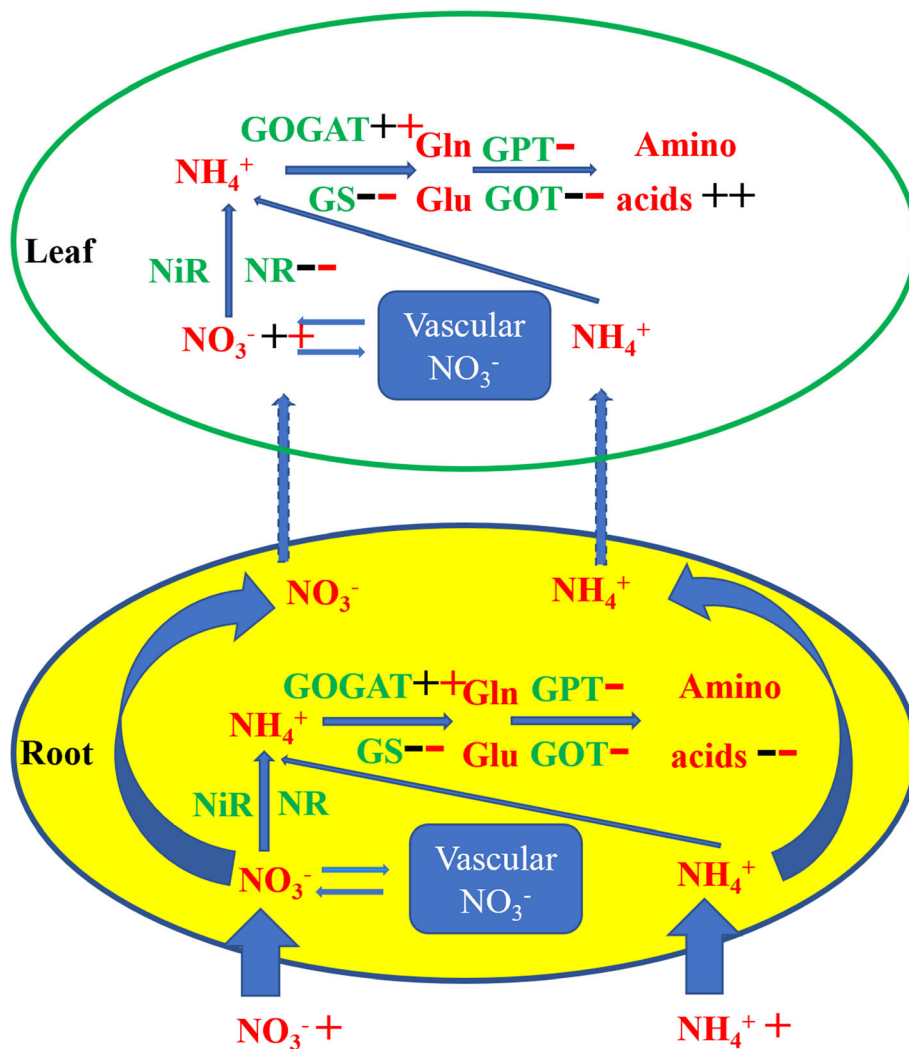 GOGAT++
Gln GPT-
Amino
NH₄⁺
GS-- Glu GOT-- acids ++
Leaf
NiR NR--
NO₃⁻ ++
Vascular
NO₃⁻
NH₄⁺
NO₃⁻
NH₄⁺
GOGAT++
Gln GPT-
Amino
NH₄⁺
Root
GS-- Glu GOT-
acids --
NiR NR
NO₃⁻
Vascular
NO₃⁻
NH₄⁺
NO₃⁻ +
NH₄⁺ +